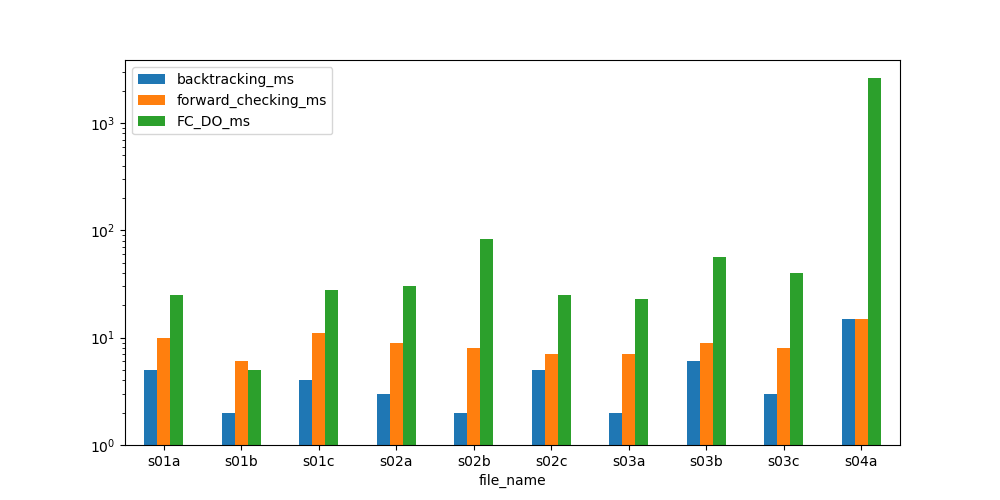 backtracking_ms
forward_checking_ms
FC_DO_ms
10³
10²
10¹
10⁰
s01a s01b s01c s02a s02b s02c s03a s03b s03c s04a
file_name